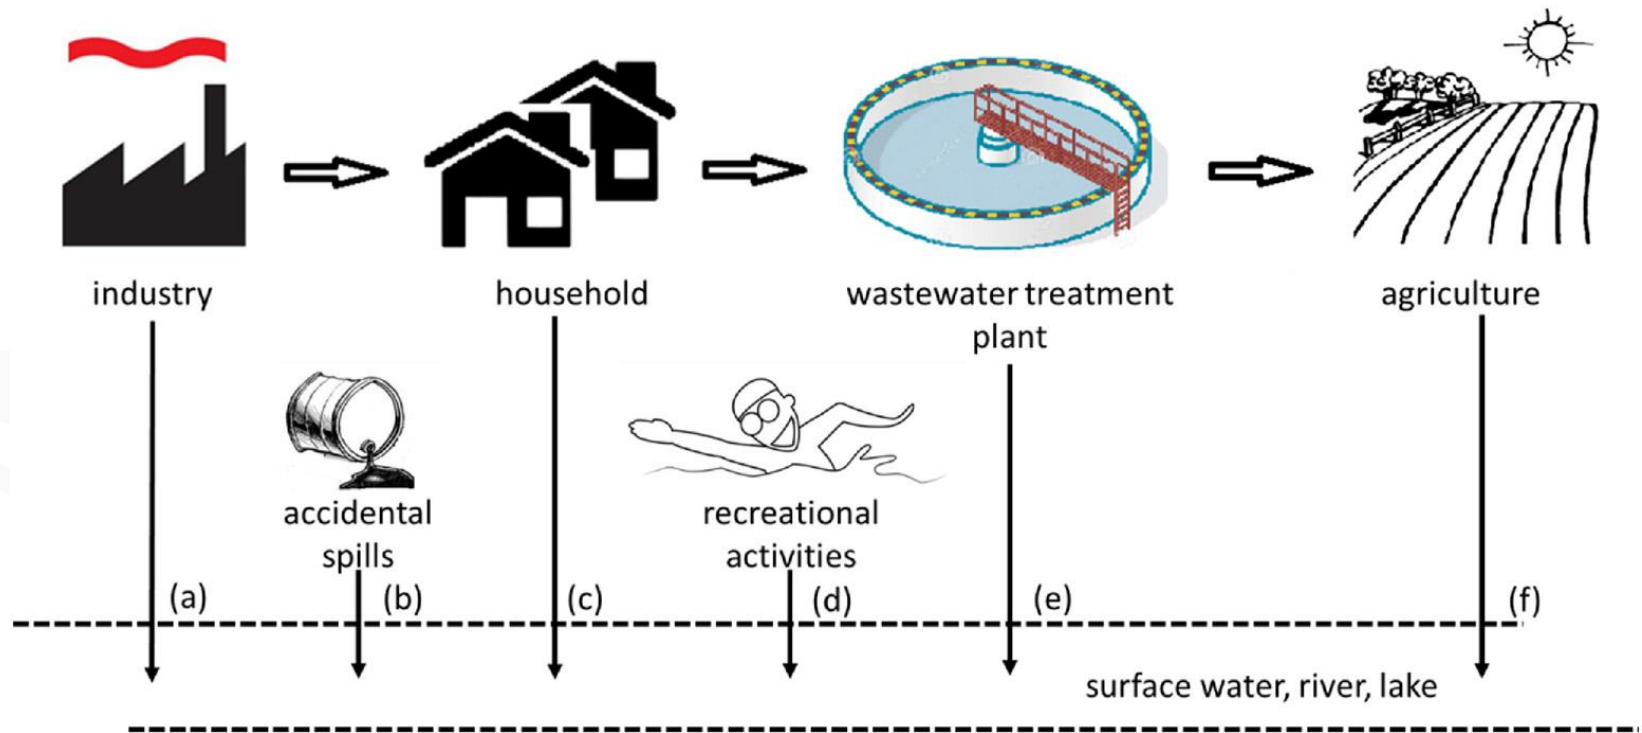 industry
household
wastewater treatment
plant
agriculture
accidental
spills
recreational
activities
(a)
(b)
(c)
(d)
(e)
(f)
surface water, river, lake